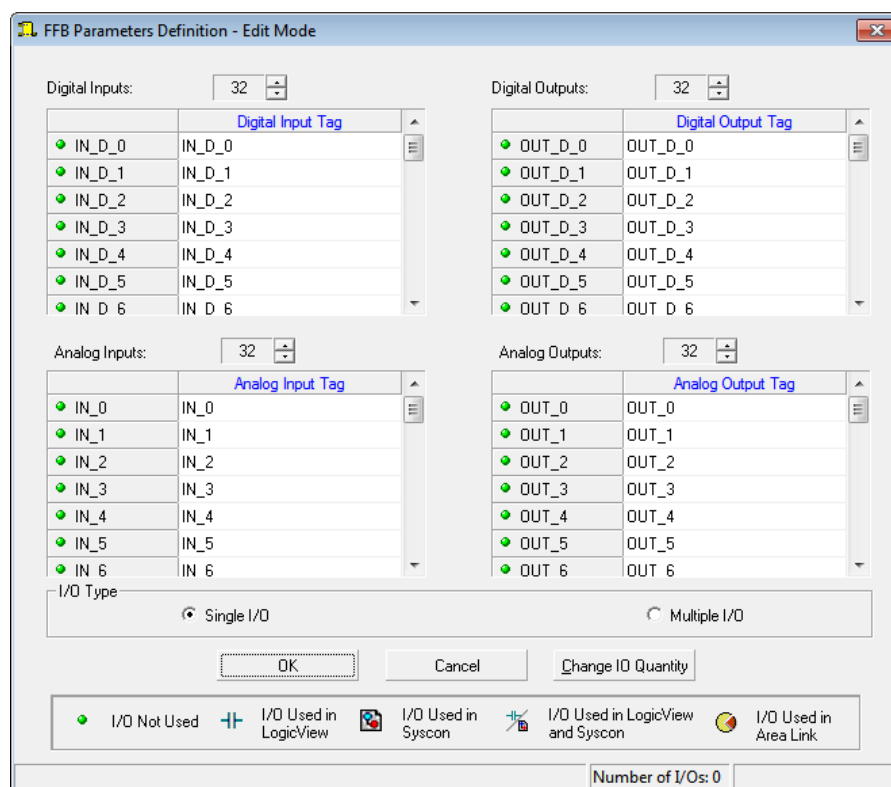 FFB Parameters Definition - Edit Mode
Digital Inputs: 32
Digital Input Tag
IN_D_0 IN_D_0
IN_D_1 IN_D_1
IN_D_2 IN_D_2
IN_D_3 IN_D_3
IN_D_4 IN_D_4
IN_D_5 IN_D_5
IN_D_6 IN_D_6
Digital Outputs: 32
Digital Output Tag
OUT_D_0 OUT_D_0
OUT_D_1 OUT_D_1
OUT_D_2 OUT_D_2
OUT_D_3 OUT_D_3
OUT_D_4 OUT_D_4
OUT_D_5 OUT_D_5
OUT_D_6 OUT_D_6
Analog Inputs: 32
Analog Input Tag
IN_0 IN_0
IN_1 IN_1
IN_2 IN_2
IN_3 IN_3
IN_4 IN_4
IN_5 IN_5
IN_6 IN_6
Analog Outputs: 32
Analog Output Tag
OUT_0 OUT_0
OUT_1 OUT_1
OUT_2 OUT_2
OUT_3 OUT_3
OUT_4 OUT_4
OUT_5 OUT_5
OUT_6 OUT_6
I/O Type
Single I/O Multiple I/O
OK Cancel Change IO Quantity
I/O Not Used
I/O Used in
LogicView
I/O Used in
Syscon
I/O Used in LogicView
and Syscon
I/O Used in
Area Link
Number of I/Os: 0